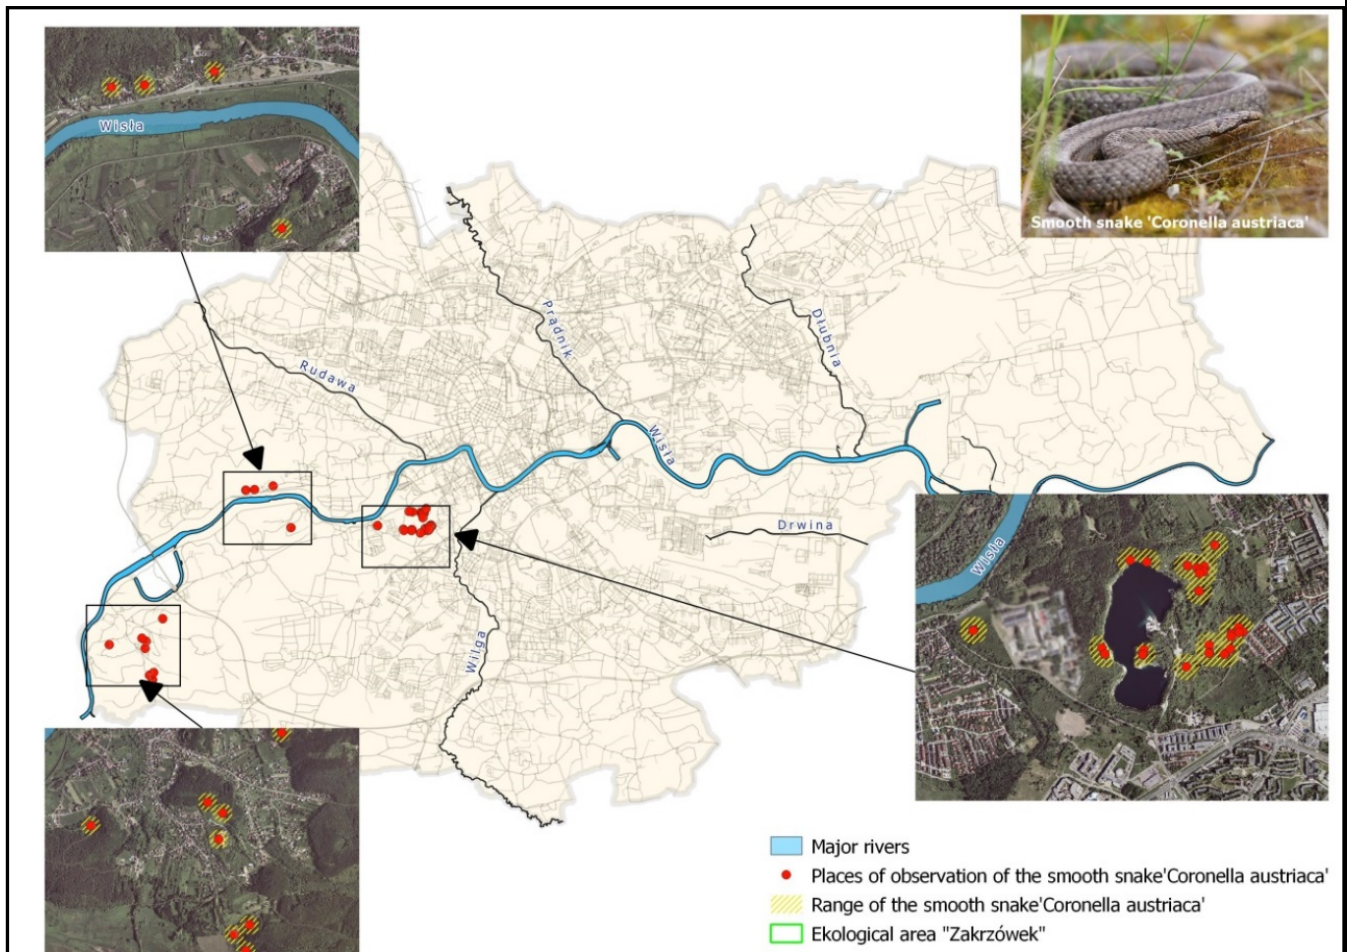 Wisła
Smooth snake 'Coronella austriaca'
Prądnik
Dłubnia
Rudawa
Wisła
Drwina
Wisła
Wilga
Major rivers
Places of observation of the smooth snake'Coronella austriaca'
Range of the smooth snake'Coronella austriaca'
Ekological area "Zakrzówek"